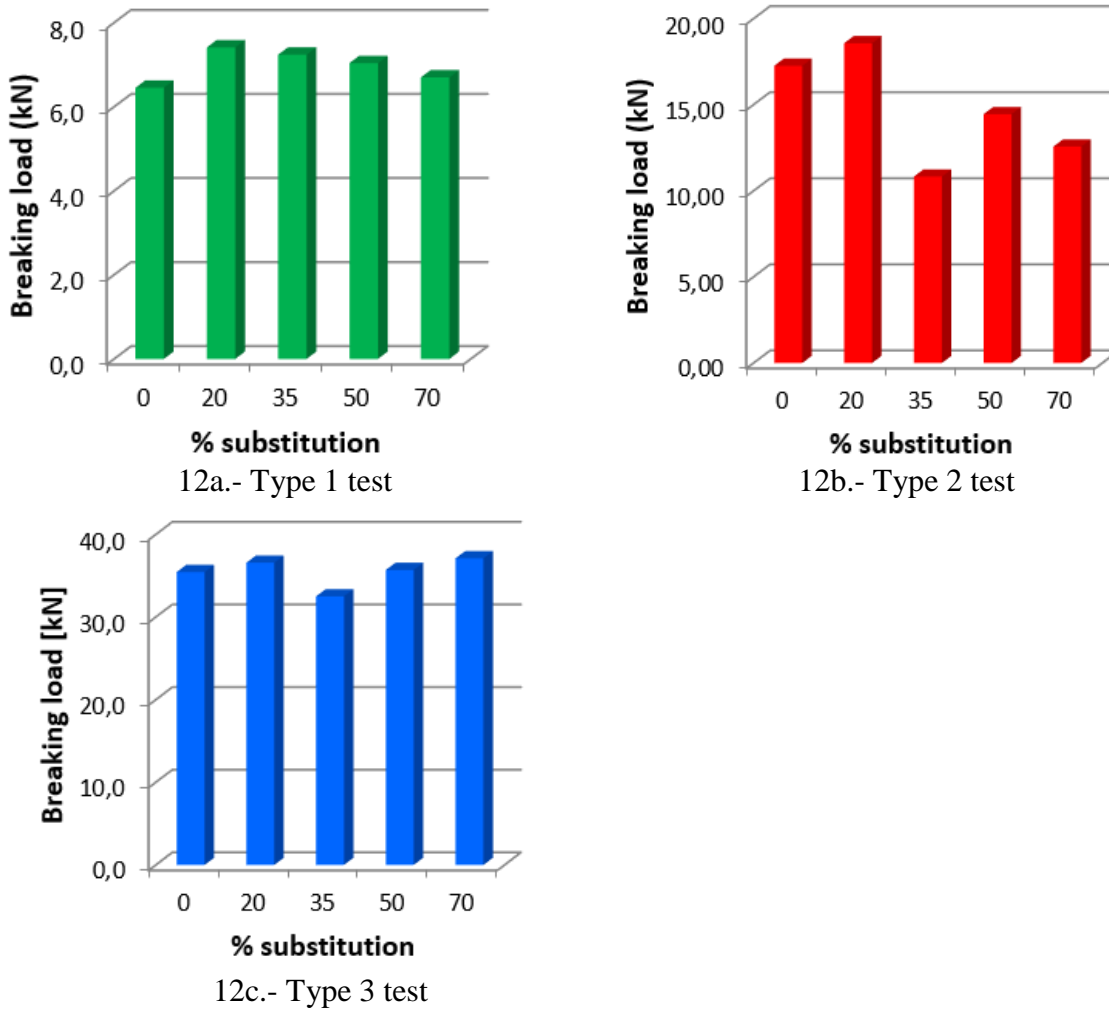 8,0
6,0
4,0
2,0
0,0
Breaking load (kN)
0 20 35 50 70
% substitution
12a.- Type 1 test
20,00
15,00
10,00
5,00
0,00
Breaking load (kN)
0 20 35 50 70
% substitution
12b.- Type 2 test
40,0
30,0
20,0
10,0
0,0
Breaking load [kN]
0 20 35 50 70
% substitution
12c.- Type 3 test